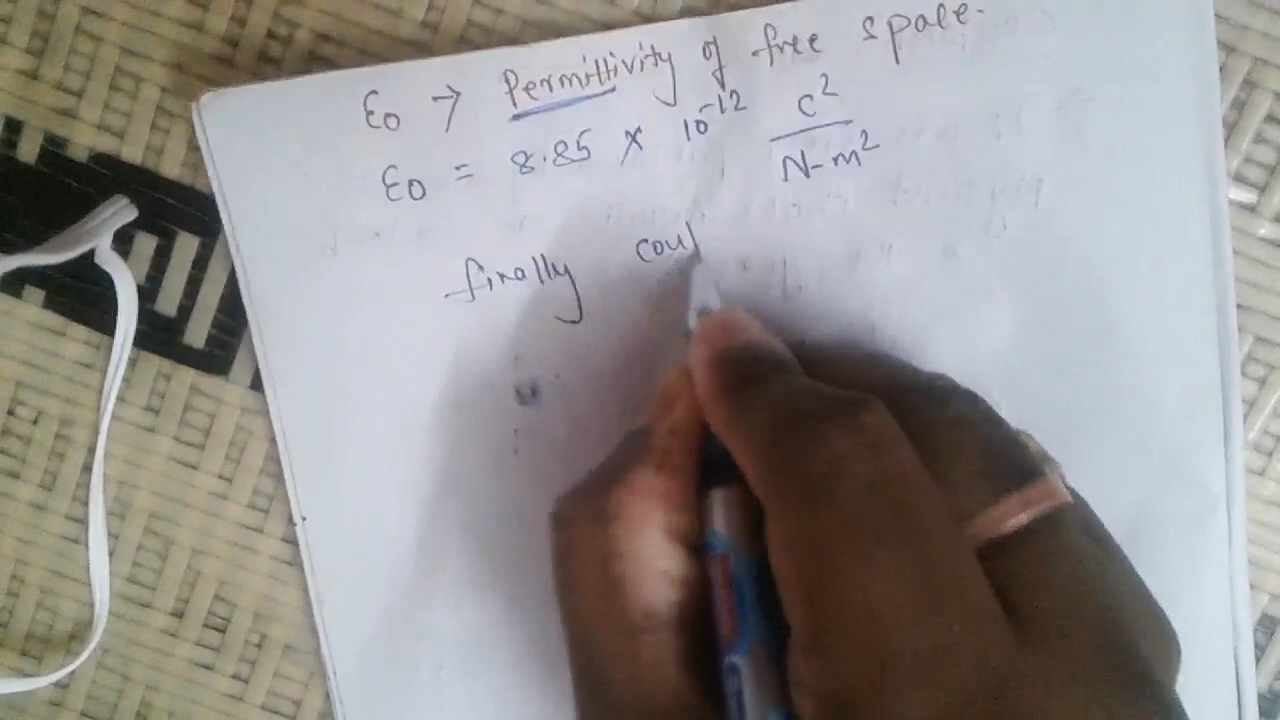 ε0 → Permittivity of free space.
ε0 = 8.85 × 10^-12 C^2/N-m^2
finally coul